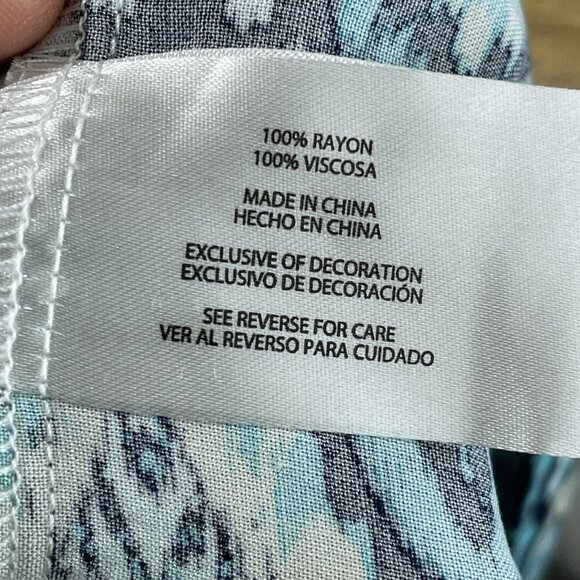 100% RAYON
100% VISCOSA
MADE IN CHINA
HECHO EN CHINA
EXCLUSIVE OF DECORATION
EXCLUSIVO DE DECORACIÓN
SEE REVERSE FOR CARE
VER AL REVERSO PARA CUIDADO